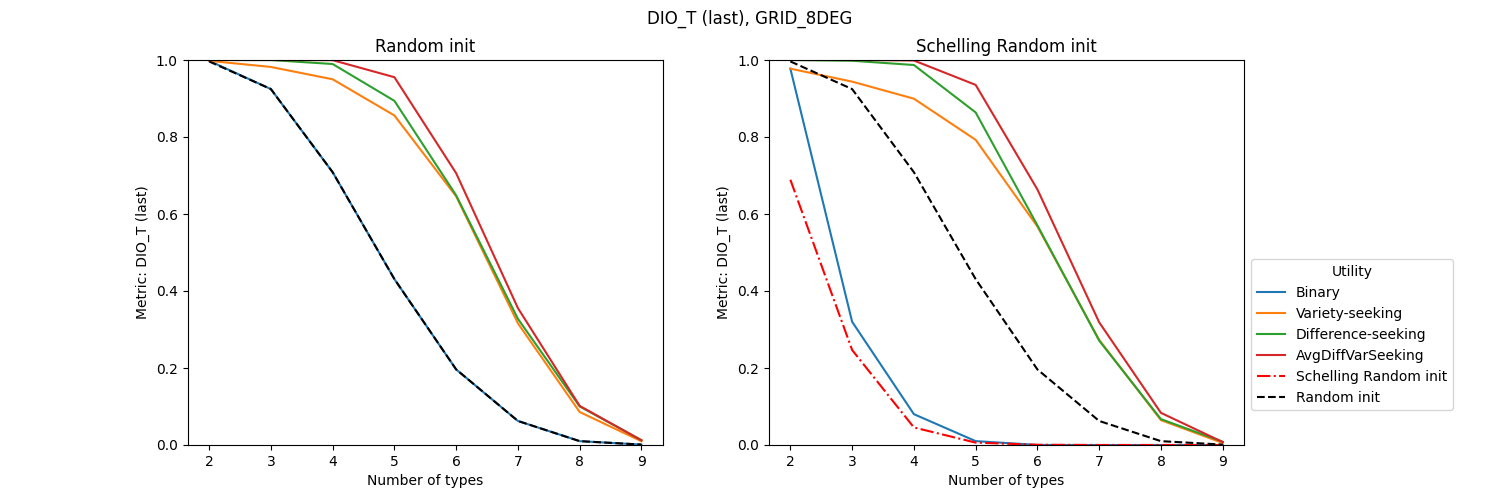 DIO_T (last), GRID_8DEG
Random init
1.0
0.8
0.6
0.4
0.2
0.0
Metric: DIO_T (last)
2 3 4 5 6 7 8 9
Number of types
Schelling Random init
1.0
0.8
0.6
0.4
0.2
0.0
Metric: DIO_T (last)
2 3 4 5 6 7 8 9
Number of types
Utility
Binary
Variety-seeking
Difference-seeking
AvgDiffVarSeeking
Schelling Random init
Random init